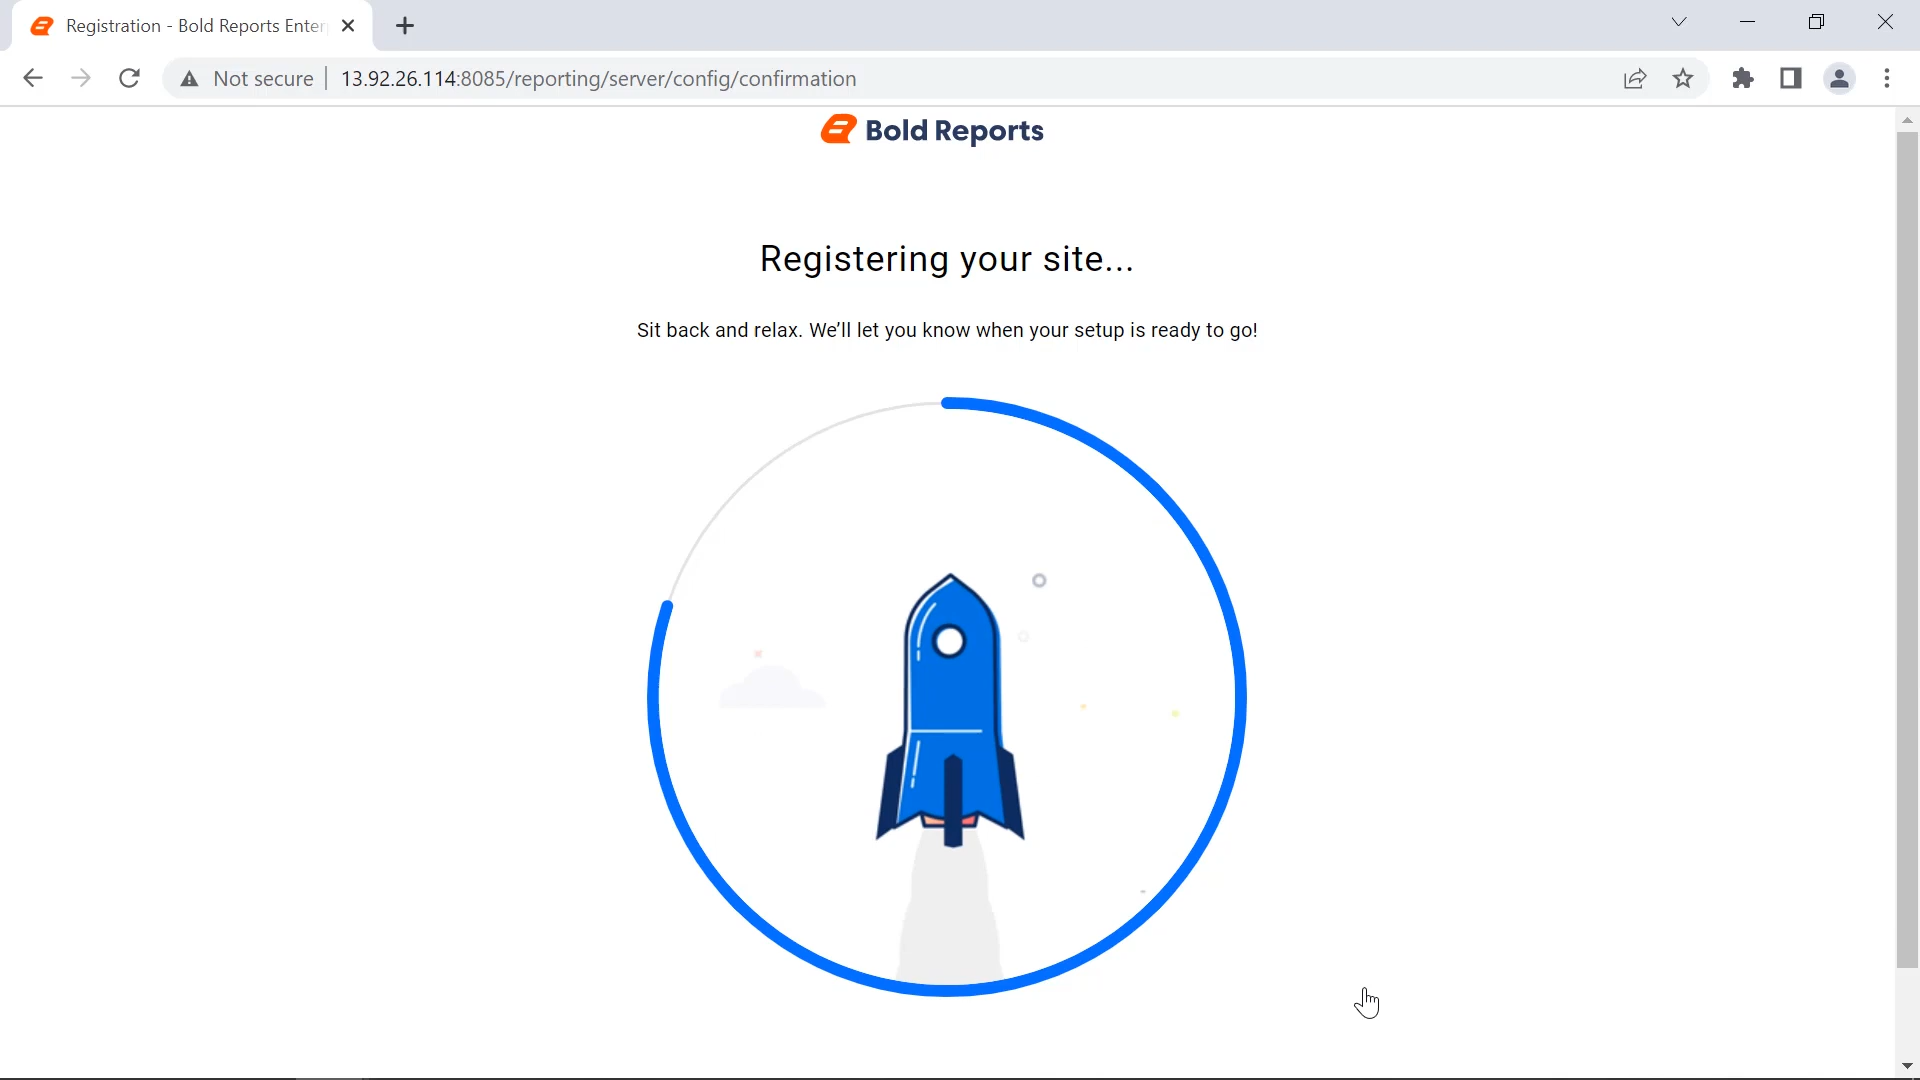 Registration - Bold Reports Enter
Not secure
13.92.26.114:8085/reporting/server/config/confirmation
Bold Reports
Registering your site...
Sit back and relax. We’ll let you know when your setup is ready to go!